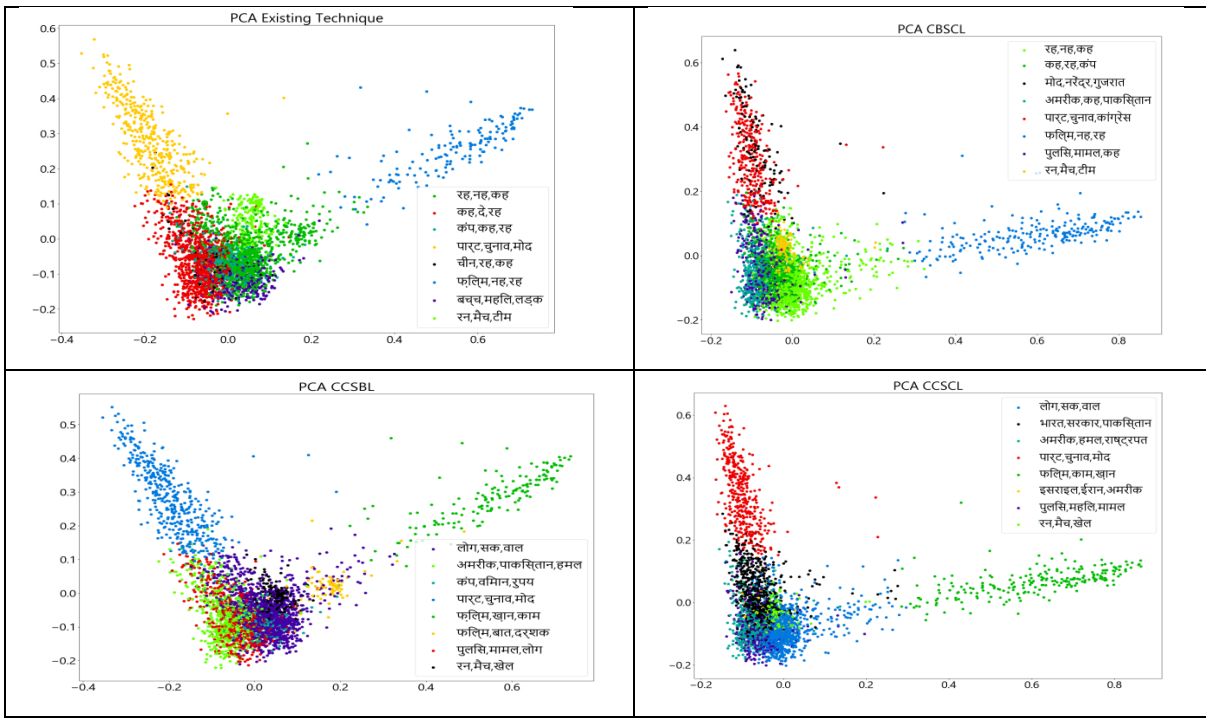 PCA Existing Technique
0.6
0.5
0.4
0.3
0.2
0.1
0.0
−0.1
−0.2
−0.4
−0.2
0.0
0.2
0.4
0.6
रह,नह,कह
कह,दे,रह
कंप,कह,रह
पार्ट,चुनाव,मोद
चीन,रह,कह
फिल्म,नह,रह
बच्च,महिल,लड़क
रन,मैच,टीम
PCA CBSCL
0.6
0.4
0.2
0.0
−0.2
−0.2
0.0
0.2
0.4
0.6
0.8
रह,नह,कह
कह,रह,कंप
मोद,नरेंद्र,गुजरात
अमरीक,कह,पाकिस्तान
पार्ट,चुनाव,कांग्रेस
फिल्म,नह,रह
पुलिस,मामल,कह
रन,मैच,टीम
PCA CCSBL
0.5
0.4
0.3
0.2
0.1
0.0
−0.1
−0.2
−0.4
−0.2
0.0
0.2
0.4
0.6
लोग,सक,वाल
अमरीक,पाकिस्तान,हमल
कंप,विमान,रुपय
पार्ट,चुनाव,मोद
फिल्म,ख़ान,काम
फिल्म,बात,दर्शक
पुलिस,मामल,लोग
रन,मैच,खेल
PCA CCSCL
0.6
0.4
0.2
0.0
−0.2
−0.2
0.0
0.2
0.4
0.6
0.8
लोग,सक,वाल
भारत,सरकार,पाकिस्तान
अमरीक,हमल,राष्ट्रपत
पार्ट,चुनाव,मोद
फिल्म,काम,ख़ान
इसराइल,ईरान,अमरीक
पुलिस,महिल,मामल
रन,मैच,खेल